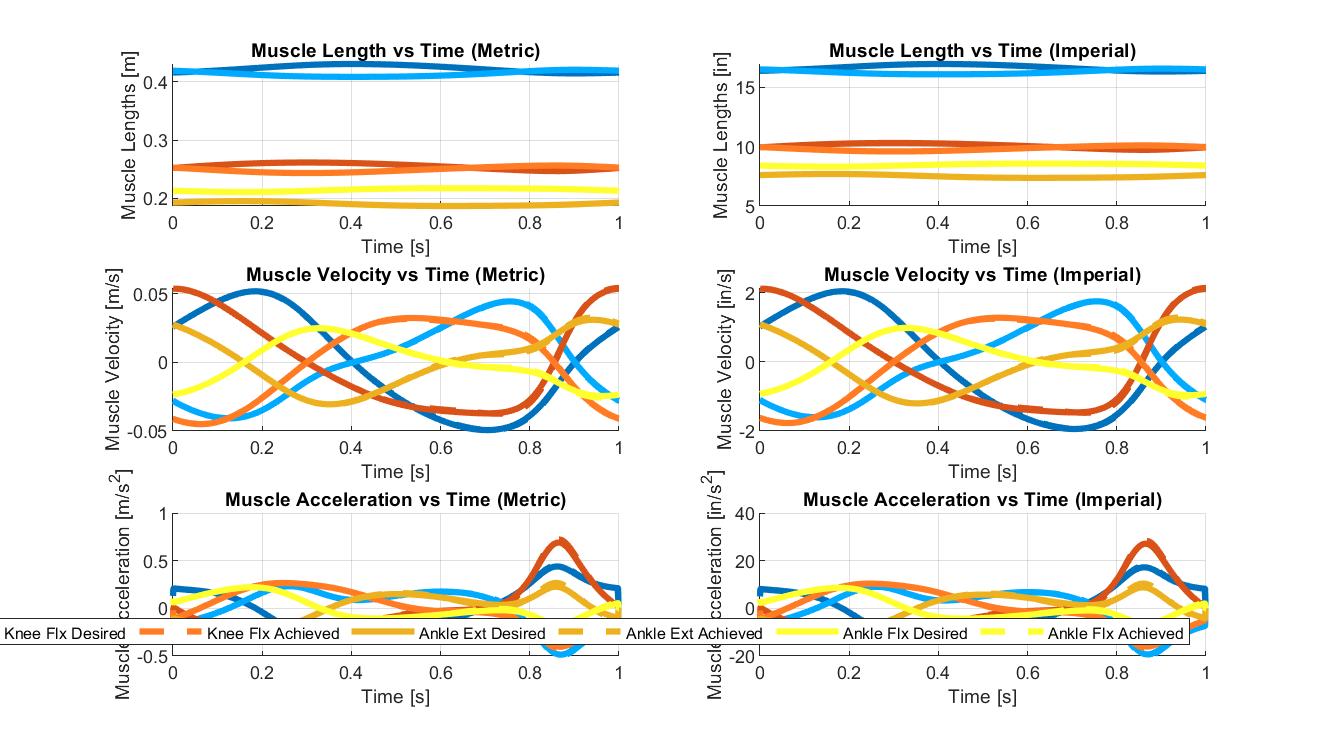 Muscle Length vs Time (Metric)
Muscle Lengths [m]
0.4
0.3
0.2
0 0.2 0.4 0.6 0.8 1
Time [s]
Muscle Length vs Time (Imperial)
Muscle Lengths [in]
15
10
5
0 0.2 0.4 0.6 0.8 1
Time [s]
Muscle Velocity vs Time (Metric)
Muscle Velocity [m/s]
0.05
0
-0.05
0 0.2 0.4 0.6 0.8 1
Time [s]
Muscle Velocity vs Time (Imperial)
Muscle Velocity [in/s]
2
0
-2
0 0.2 0.4 0.6 0.8 1
Time [s]
Muscle Acceleration vs Time (Metric)
Muscle cceleration [m/s²]
1
0.5
0
-0.5
0 0.2 0.4 0.6 0.8 1
Time [s]
Muscle Acceleration vs Time (Imperial)
Muscle cceleration [in/s²]
40
20
0
-20
0 0.2 0.4 0.6 0.8 1
Time [s]
Knee Flx Desired Knee Flx Achieved Ankle Ext Desired Ankle Ext Achieved Ankle Flx Desired Ankle Flx Achieved